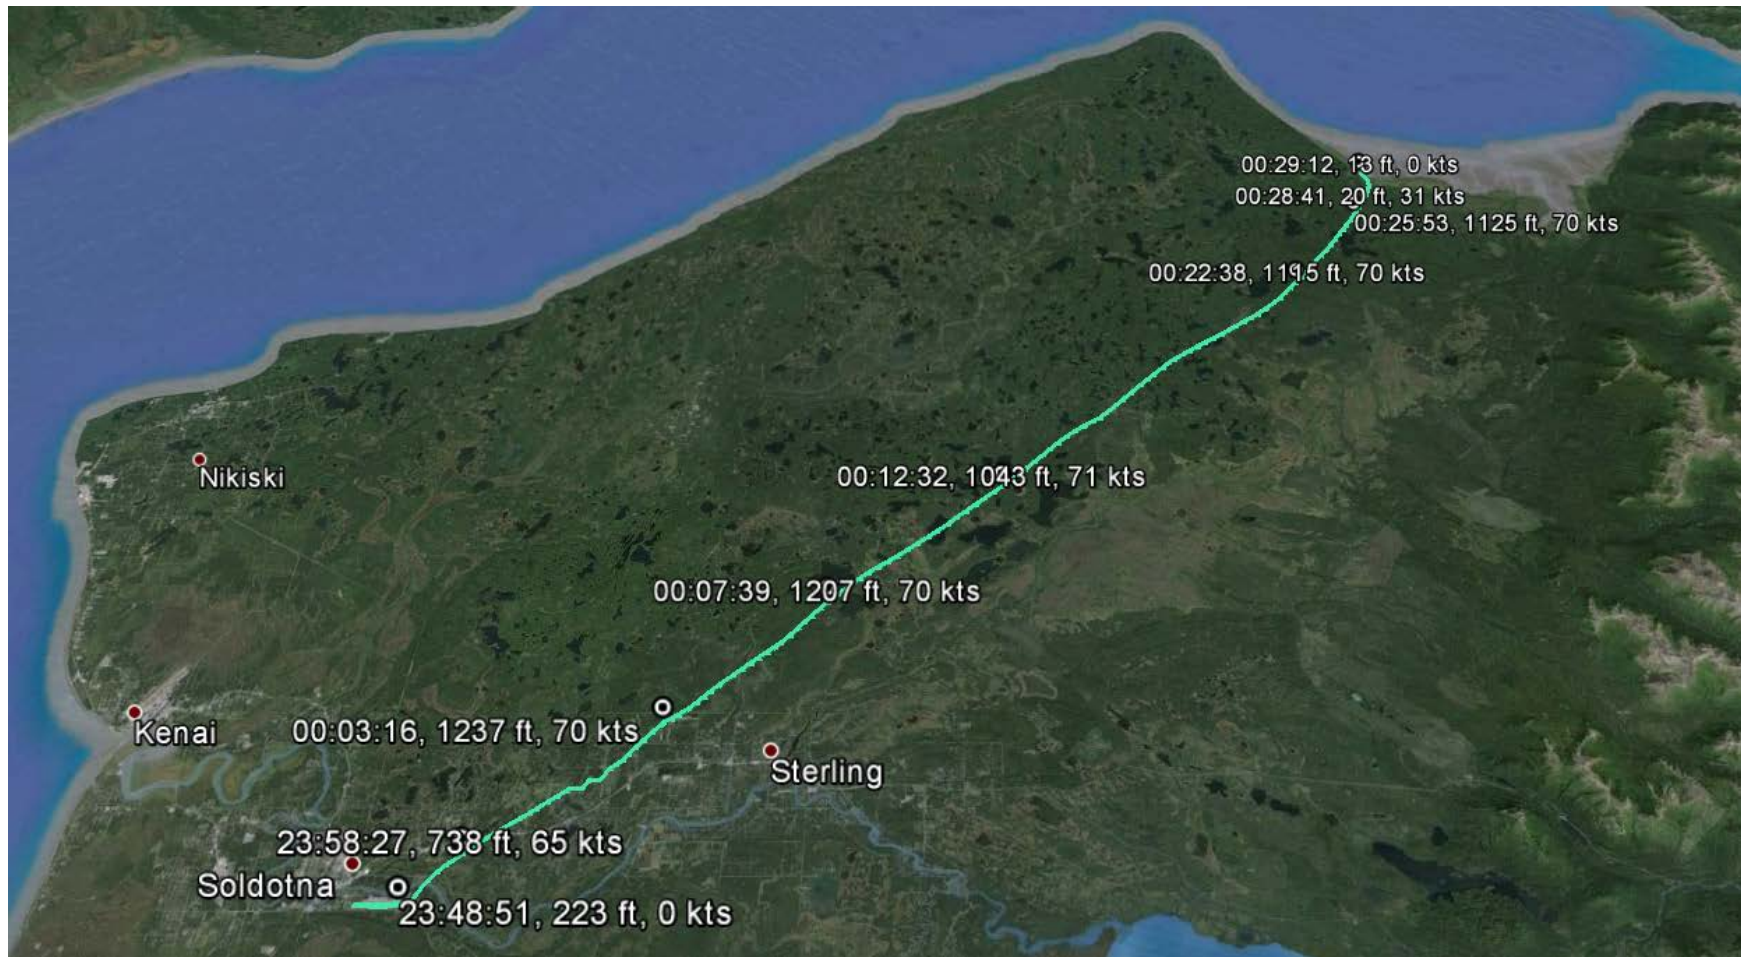 00:29:12, 13 ft, 0 kts
00:28:41, 20 ft, 31 kts
00:25:53, 1125 ft, 70 kts
00:22:38, 1115 ft, 70 kts
Nikiski
00:12:32, 1043 ft, 71 kts
00:07:39, 1207 ft, 70 kts
Kenai
00:03:16, 1237 ft, 70 kts
Sterling
23:58:27, 738 ft, 65 kts
Soldotna
23:48:51, 223 ft, 0 kts